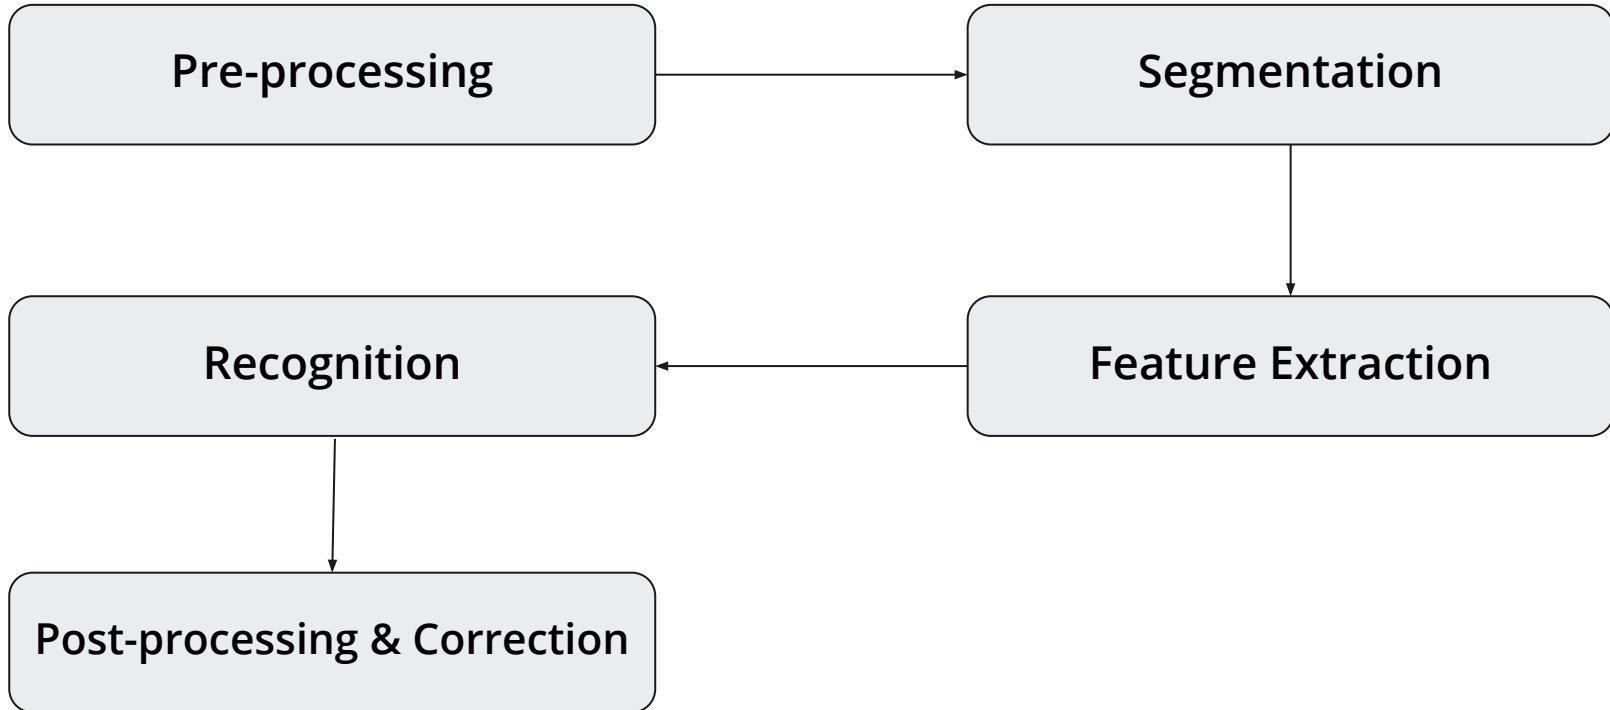 Pre-processing
Segmentation
Feature Extraction
Recognition
Post-processing & Correction